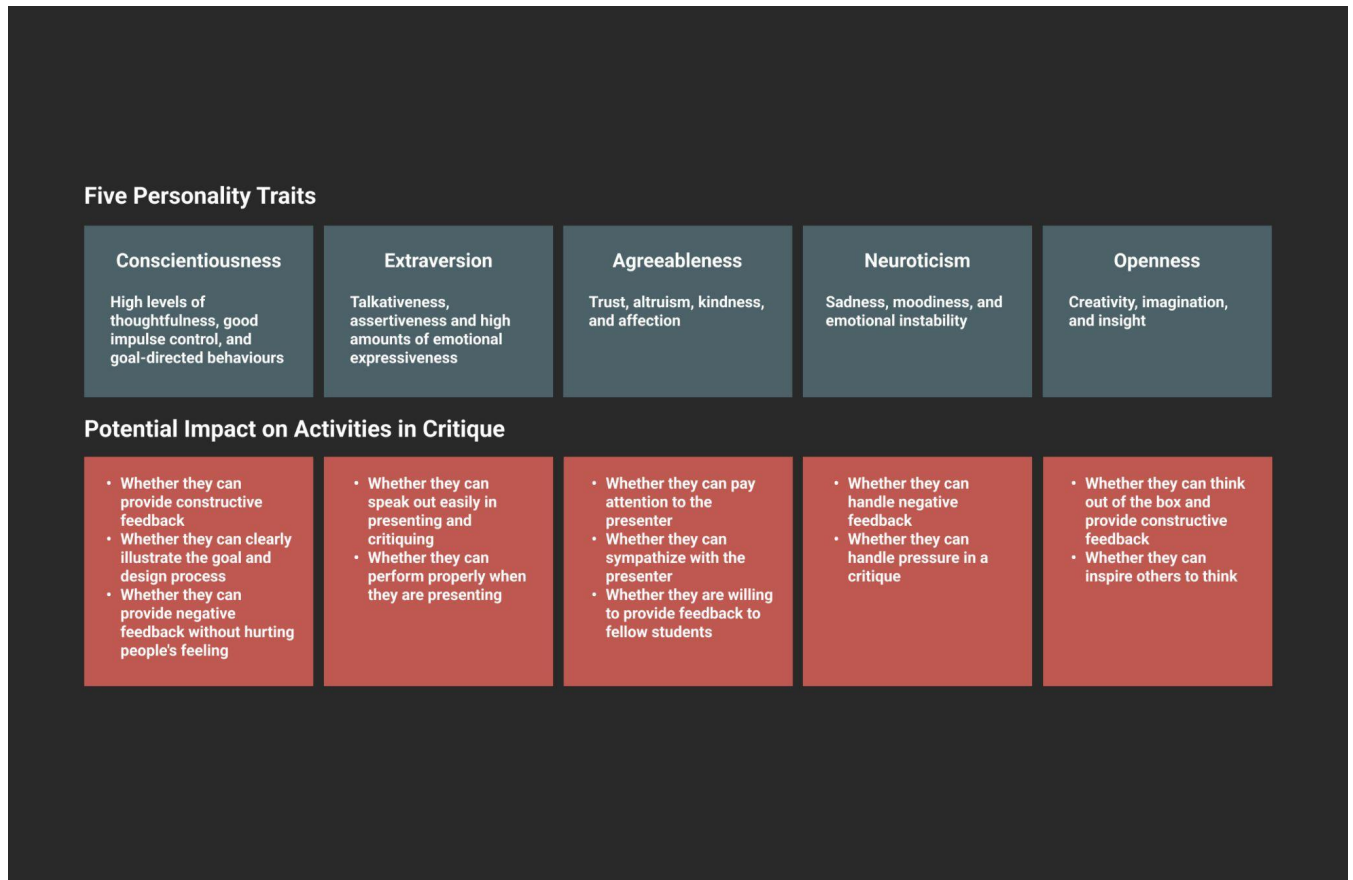 Five Personality Traits
Conscientiousness
High levels of
thoughtfulness, good
impulse control, and
goal-directed behaviours
Extraversion
Talkativeness,
assertiveness and high
amounts of emotional
expressiveness
Agreeableness
Trust, altruism, kindness,
and affection
Neuroticism
Sadness, moodiness, and
emotional instability
Openness
Creativity, imagination,
and insight
Potential Impact on Activities in Critique
• Whether they can
provide constructive
feedback
• Whether they can clearly
illustrate the goal and
design process
• Whether they can
provide negative
feedback without hurting
people's feeling
• Whether they can
speak out easily in
presenting and
critiquing
• Whether they can
perform properly when
they are presenting
• Whether they can pay
attention to the
presenter
• Whether they can
sympathize with the
presenter
• Whether they are willing
to provide feedback to
fellow students
• Whether they can
handle negative
feedback
• Whether they can
handle pressure in a
critique
• Whether they can think
out of the box and
provide constructive
feedback
• Whether they can
inspire others to think